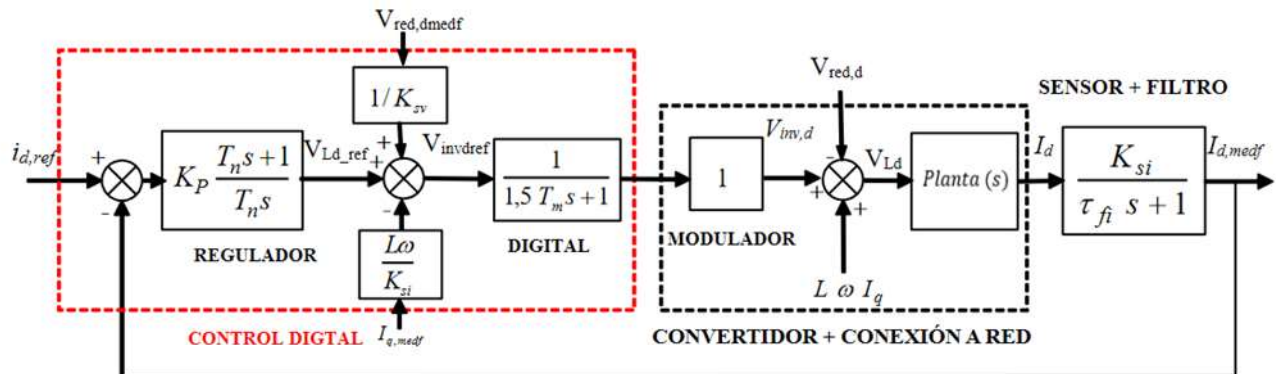 V_red,dmedf
1/K_sv
V_red,d
SENSOR + FILTRO
i_d,ref
+
-
K_P (T_n s + 1)/(T_n s)
V_Ld_ref
+
+
-
V_invdref
1/(1,5 T_m s + 1)
1
V_inv,d
-
+
+
V_Ld
Planta (s)
I_d
K_si/(τ_fi s + 1)
I_d,medf
REGULADOR
Lω/K_si
DIGITAL
MODULADOR
L ω I_q
CONTROL DIGTAL
I_q,medf
CONVERTIDOR + CONEXIÓN A RED